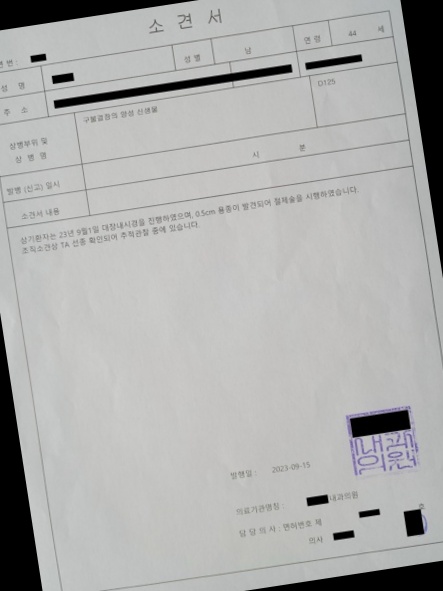 소 견 서
연 번 :
성 명
성 별
남
연 령
44
세
주 소
상병부위 및
상 병 명
구불결장의 양성 신생물
D125
발병 (신고) 일시
시
분
소견서 내용
상기환자는 23년 9월1일 대장내시경을 진행하였으며, 0.5cm 용종이 발견되어 절제술을 시행하였습니다.
조직소견상 TA 선종 확인되어 추적관찰 중에 있습니다.
발행일 : 2023-09-15
의료기관명칭 : 내과의원
담 당 의 사 : 면허번호 제 호
의사